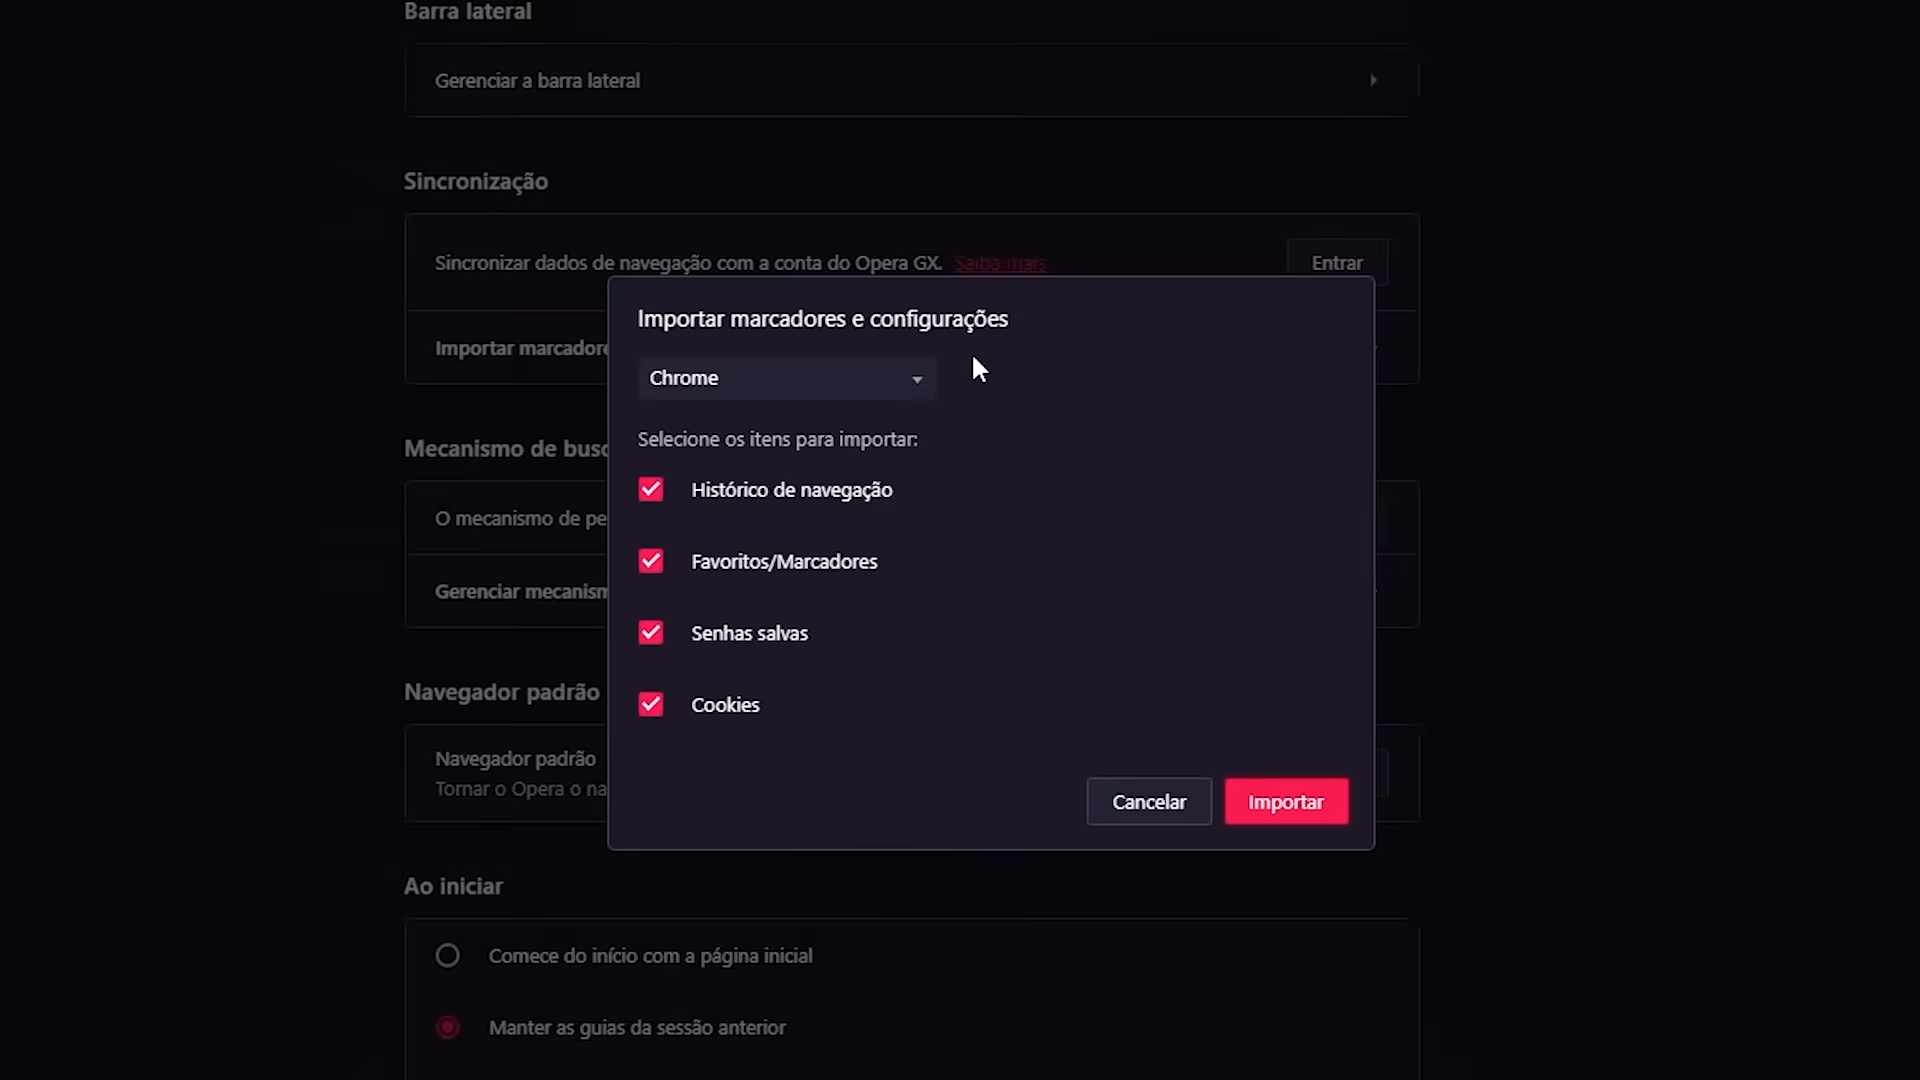 Barra lateral
Gerenciar a barra lateral
Sincronização
Sincronizar dados de navegação com a conta do Opera GX. Saiba mais
Entrar
Importar marcadore
Importar marcadores e configurações
Chrome
Selecione os itens para importar:
Histórico de navegação
Favoritos/Marcadores
Senhas salvas
Cookies
Cancelar
Importar
Mecanismo de busc
O mecanismo de pe
Gerenciar mecanism
Navegador padrão
Navegador padrão
Tornar o Opera o na
Ao iniciar
Comece do início com a página inicial
Manter as guias da sessão anterior